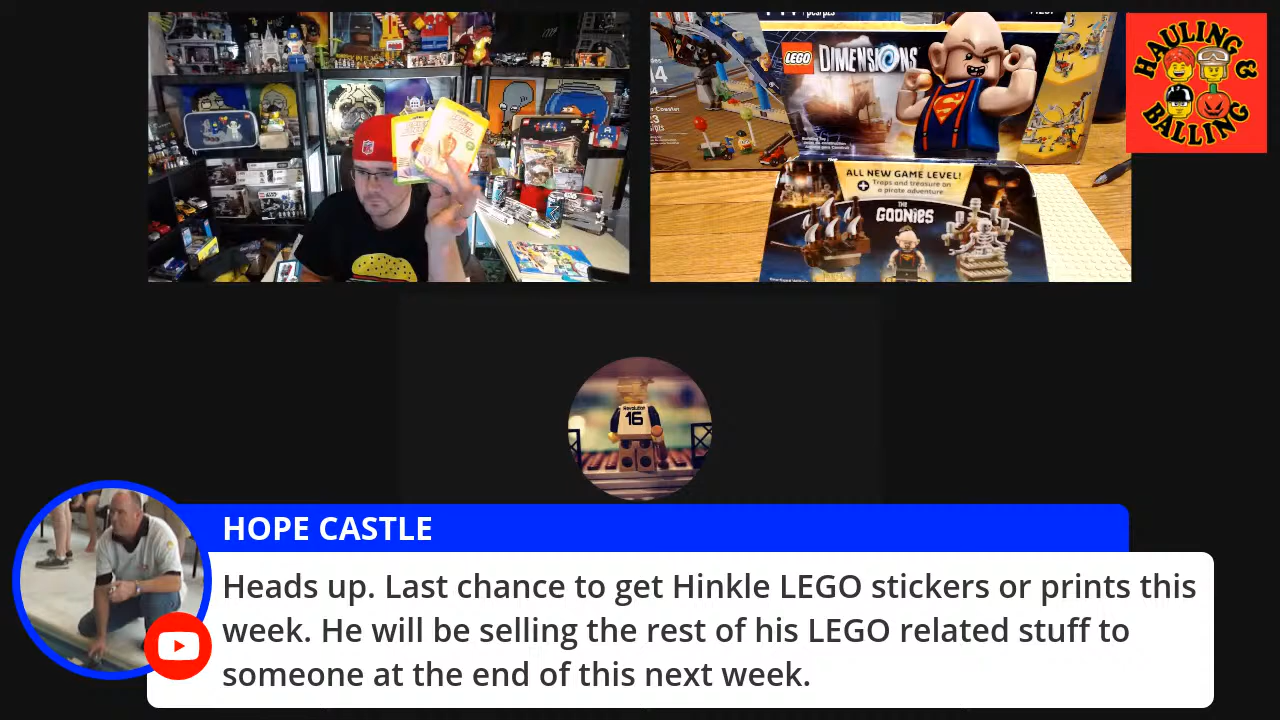 LEGO DIMENSIONS
ALL NEW GAME LEVEL!
Traps and treasure on
a pirate adventure.
THE
GOONIES
HAULING &
BALLING
NFL
Revolution
16
HOPE CASTLE
Heads up. Last chance to get Hinkle LEGO stickers or prints this
week. He will be selling the rest of his LEGO related stuff to
someone at the end of this next week.